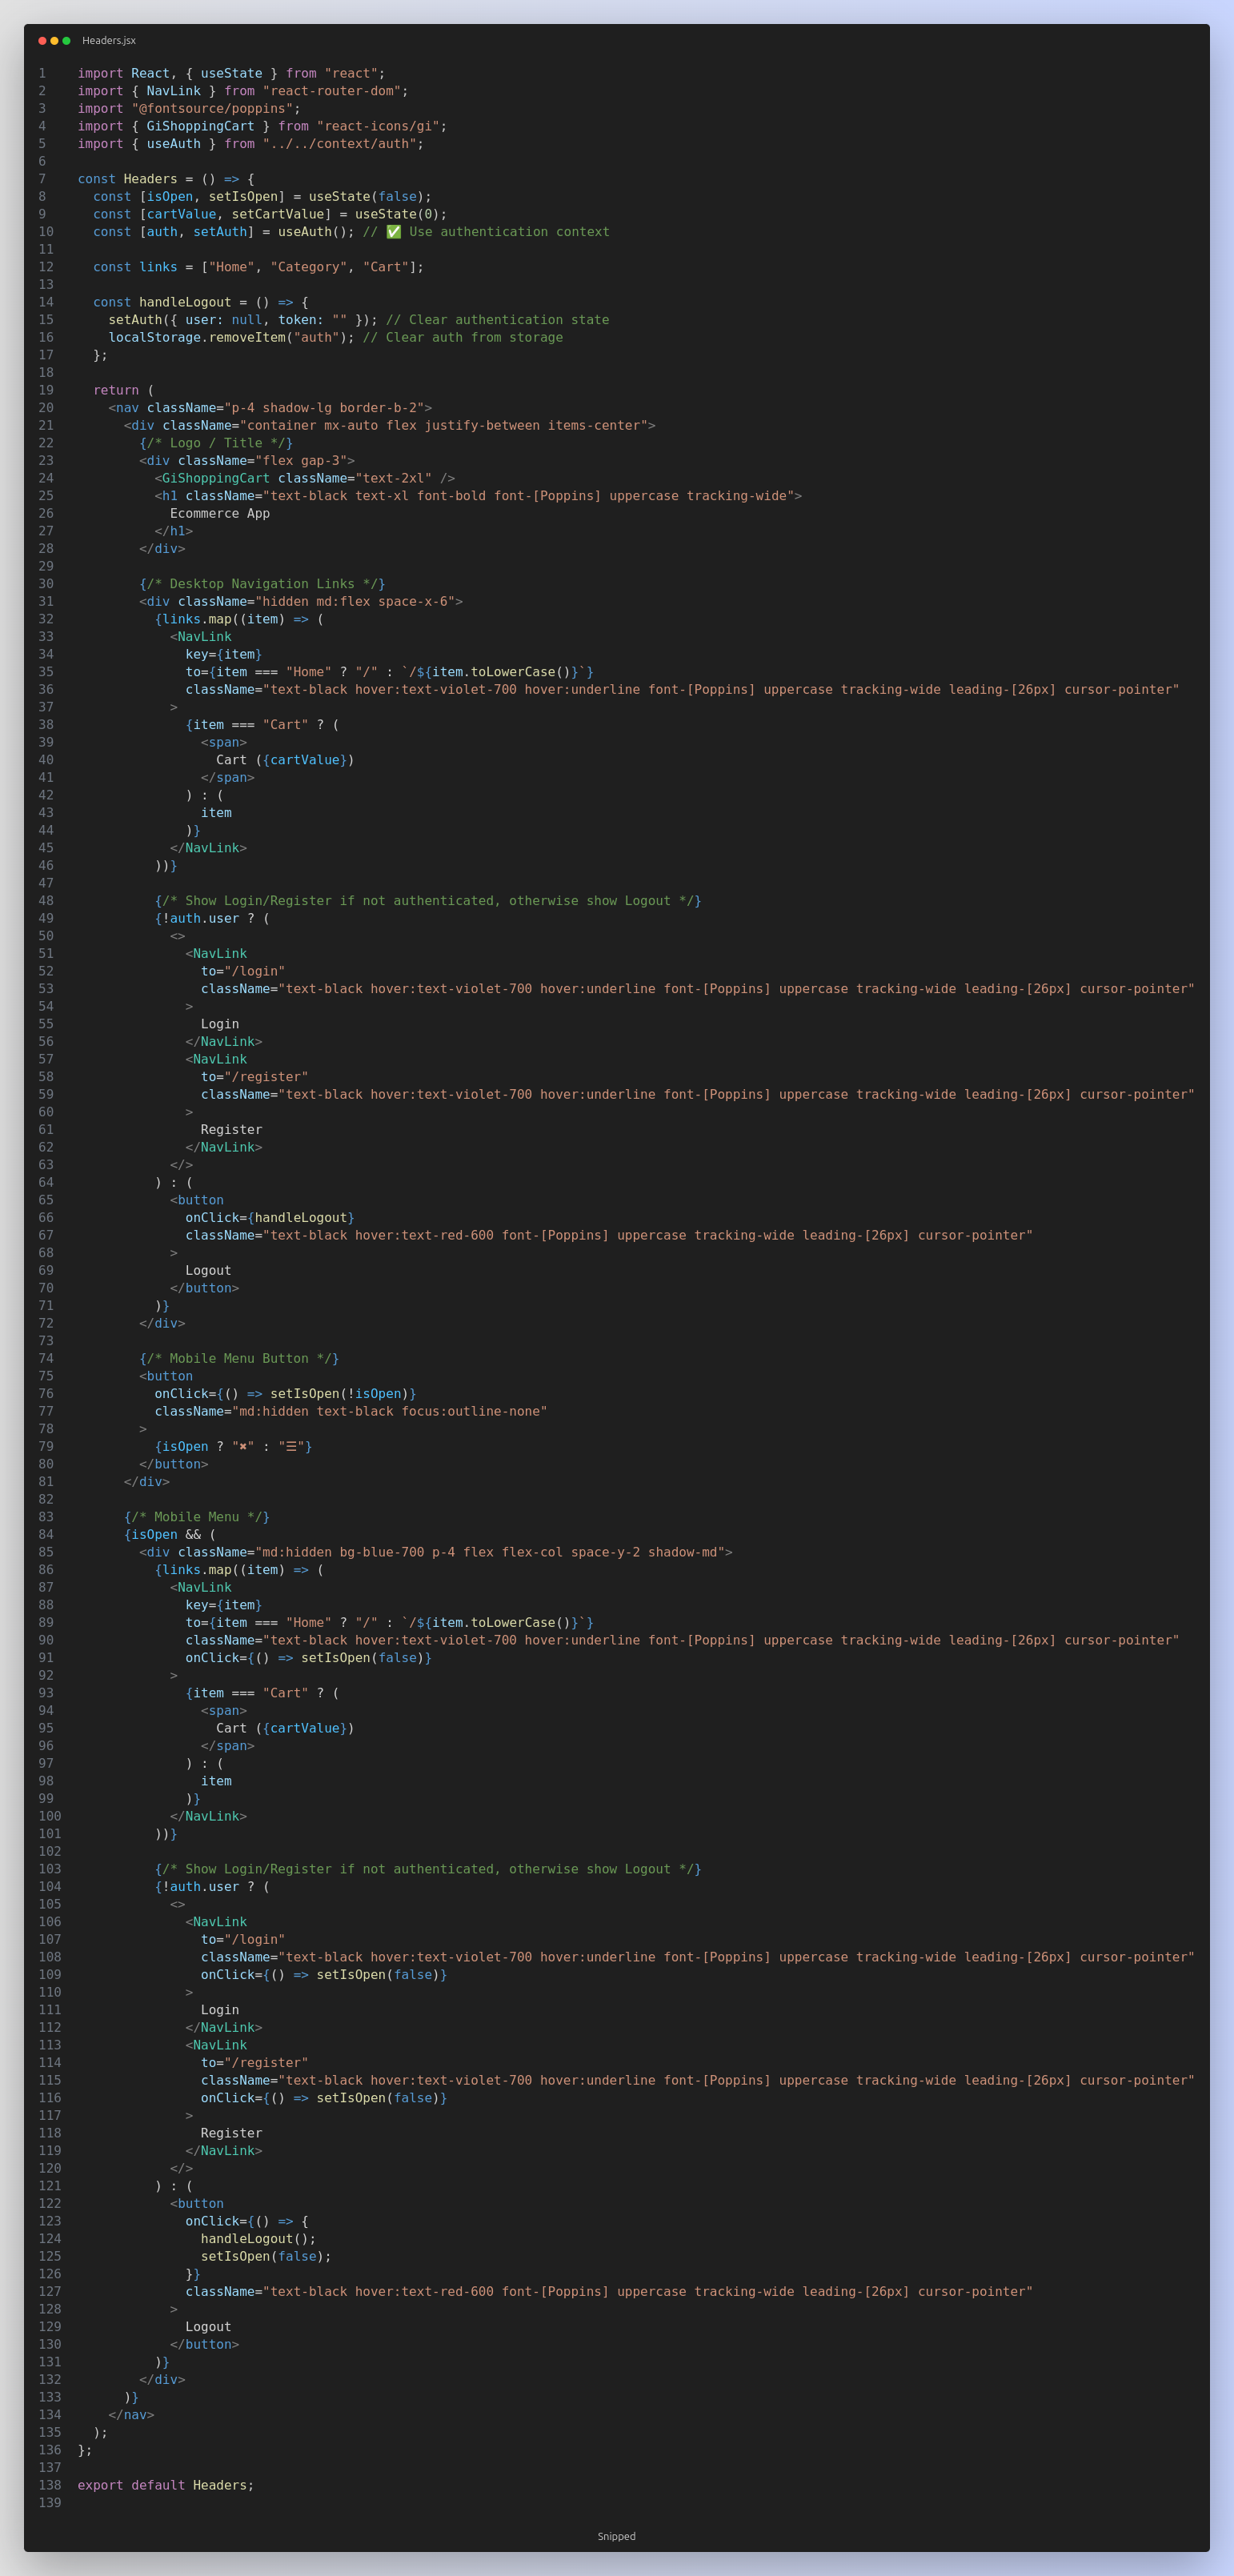 Headers.jsx
1 import React, { useState } from "react";
2 import { NavLink } from "react-router-dom";
3 import "@fontsource/poppins";
4 import { GiShoppingCart } from "react-icons/gi";
5 import { useAuth } from "../../context/auth";
6
7 const Headers = () => {
8   const [isOpen, setIsOpen] = useState(false);
9   const [cartValue, setCartValue] = useState(0);
10   const [auth, setAuth] = useAuth(); // ✅ Use authentication context
11
12   const links = ["Home", "Category", "Cart"];
13
14   const handleLogout = () => {
15     setAuth({ user: null, token: "" }); // Clear authentication state
16     localStorage.removeItem("auth"); // Clear auth from storage
17   };
18
19   return (
20     <nav className="p-4 shadow-lg border-b-2">
21       <div className="container mx-auto flex justify-between items-center">
22         {/* Logo / Title */}
23         <div className="flex gap-3">
24           <GiShoppingCart className="text-2xl" />
25           <h1 className="text-black text-xl font-bold font-[Poppins] uppercase tracking-wide">
26             Ecommerce App
27           </h1>
28         </div>
29
30         {/* Desktop Navigation Links */}
31         <div className="hidden md:flex space-x-6">
32           {links.map((item) => (
33             <NavLink
34               key={item}
35               to={item === "Home" ? "/" : `/${item.toLowerCase()}`}
36               className="text-black hover:text-violet-700 hover:underline font-[Poppins] uppercase tracking-wide leading-[26px] cursor-pointer"
37             >
38               {item === "Cart" ? (
39                 <span>
40                   Cart ({cartValue})
41                 </span>
42               ) : (
43                 item
44               )}
45             </NavLink>
46           ))}
47
48           {/* Show Login/Register if not authenticated, otherwise show Logout */}
49           {!auth.user ? (
50             <>
51               <NavLink
52                 to="/login"
53                 className="text-black hover:text-violet-700 hover:underline font-[Poppins] uppercase tracking-wide leading-[26px] cursor-pointer"
54               >
55                 Login
56               </NavLink>
57               <NavLink
58                 to="/register"
59                 className="text-black hover:text-violet-700 hover:underline font-[Poppins] uppercase tracking-wide leading-[26px] cursor-pointer"
60               >
61                 Register
62               </NavLink>
63             </>
64           ) : (
65             <button
66               onClick={handleLogout}
67               className="text-black hover:text-red-600 font-[Poppins] uppercase tracking-wide leading-[26px] cursor-pointer"
68             >
69               Logout
70             </button>
71           )}
72         </div>
73
74         {/* Mobile Menu Button */}
75         <button
76           onClick={() => setIsOpen(!isOpen)}
77           className="md:hidden text-black focus:outline-none"
78         >
79           {isOpen ? "✖" : "☰"}
80         </button>
81       </div>
82
83       {/* Mobile Menu */}
84       {isOpen && (
85         <div className="md:hidden bg-blue-700 p-4 flex flex-col space-y-2 shadow-md">
86           {links.map((item) => (
87             <NavLink
88               key={item}
89               to={item === "Home" ? "/" : `/${item.toLowerCase()}`}
90               className="text-black hover:text-violet-700 hover:underline font-[Poppins] uppercase tracking-wide leading-[26px] cursor-pointer"
91               onClick={() => setIsOpen(false)}
92             >
93               {item === "Cart" ? (
94                 <span>
95                   Cart ({cartValue})
96                 </span>
97               ) : (
98                 item
99               )}
100             </NavLink>
101           ))}
102
103           {/* Show Login/Register if not authenticated, otherwise show Logout */}
104           {!auth.user ? (
105             <>
106               <NavLink
107                 to="/login"
108                 className="text-black hover:text-violet-700 hover:underline font-[Poppins] uppercase tracking-wide leading-[26px] cursor-pointer"
109                 onClick={() => setIsOpen(false)}
110               >
111                 Login
112               </NavLink>
113               <NavLink
114                 to="/register"
115                 className="text-black hover:text-violet-700 hover:underline font-[Poppins] uppercase tracking-wide leading-[26px] cursor-pointer"
116                 onClick={() => setIsOpen(false)}
117               >
118                 Register
119               </NavLink>
120             </>
121           ) : (
122             <button
123               onClick={() => {
124                 handleLogout();
125                 setIsOpen(false);
126               }}
127               className="text-black hover:text-red-600 font-[Poppins] uppercase tracking-wide leading-[26px] cursor-pointer"
128             >
129               Logout
130             </button>
131           )}
132         </div>
133       )}
134     </nav>
135   );
136 };
137
138 export default Headers;
139
Snipped